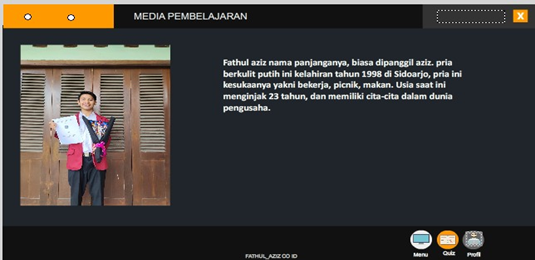 MEDIA PEMBELAJARAN
X
Fathul aziz nama panjanganya, biasa dipanggil aziz. pria
berkulit putih ini kelahiran tahun 1998 di Sidoarjo, pria ini
kesukaanya yakni bekerja, picnik, makan. Usia saat ini
menginjak 23 tahun, dan memiliki cita-cita dalam dunia
pengusaha.
Menu
Quiz
Profil
FATHUL_AZIZ CO ID